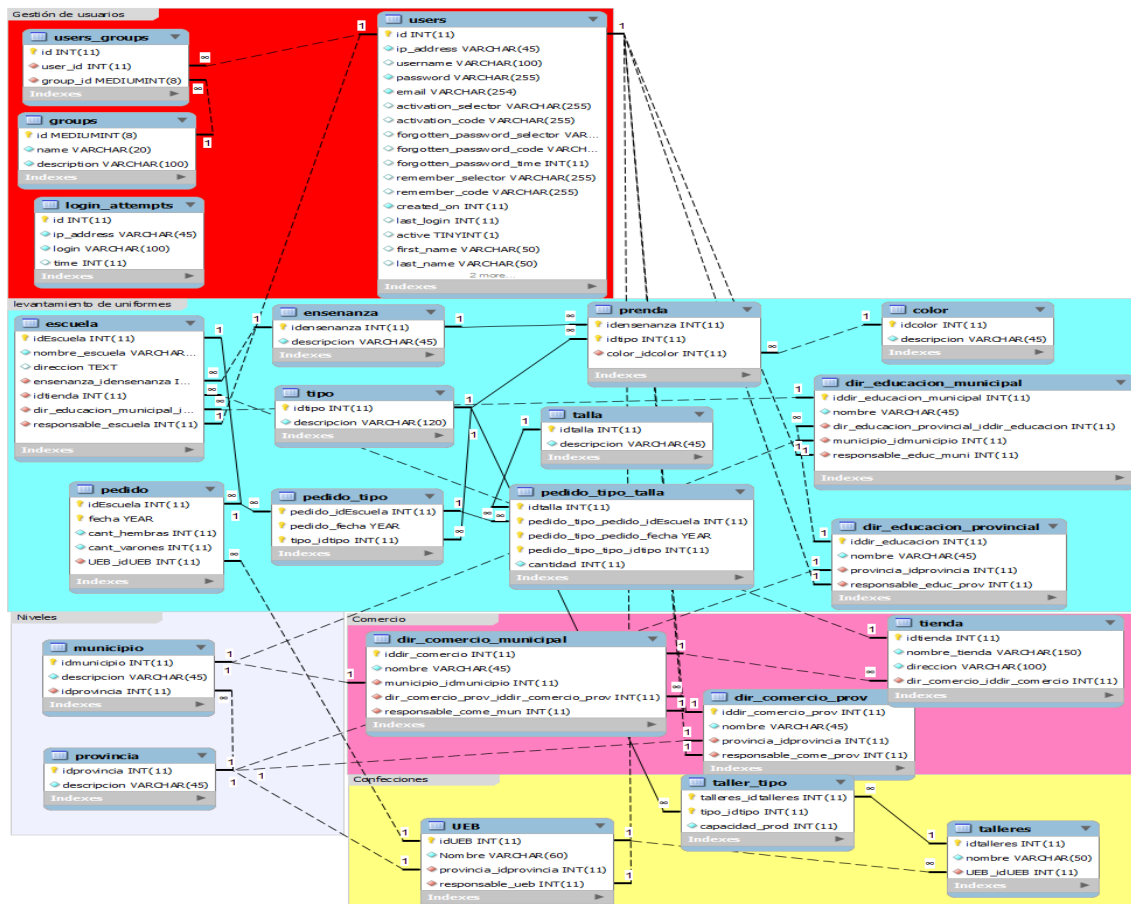 Gestión de usuarios
users_groups
id INT(11)
user_id INT(11)
group_id MEDIUMINT(8)
Indexes
groups
id MEDIUMINT(8)
name VARCHAR(20)
description VARCHAR(100)
Indexes
login_attempts
id INT(11)
ip_address VARCHAR(45)
login VARCHAR(100)
time INT(11)
Indexes
users
id INT(11)
ip_address VARCHAR(45)
username VARCHAR(100)
password VARCHAR(255)
email VARCHAR(254)
activation_selector VARCHAR(255)
activation_code VARCHAR(255)
forgotten_password_selector VAR...
forgotten_password_code VARCH...
forgotten_password_time INT(11)
remember_selector VARCHAR(255)
remember_code VARCHAR(255)
created_on INT(11)
last_login INT(11)
active TINYINT(1)
first_name VARCHAR(50)
last_name VARCHAR(50)
2 more...
Indexes
levantamiento de uniformes
escuela
idEscuela INT(11)
nombre_escuela VARCHAR...
direccion TEXT
ensenanza_idensenanza I...
idtienda INT(11)
dir_educacion_municipal_i...
responsable_escuela INT(11)
Indexes
ensenanza
idensenanza INT(11)
descripcion VARCHAR(45)
Indexes
prenda
idensenanza INT(11)
idtipo INT(11)
color_idcolor INT(11)
Indexes
color
idcolor INT(11)
descripcion VARCHAR(45)
Indexes
tipo
idtipo INT(11)
descripcion VARCHAR(120)
Indexes
talla
idtalla INT(11)
descripcion VARCHAR(45)
Indexes
dir_educacion_municipal
iddir_educacion_municipal INT(11)
nombre VARCHAR(45)
dir_educacion_provincial_iddir_educacion INT(11)
municipio_idmunicipio INT(11)
responsable_educ_muni INT(11)
Indexes
pedido
idEscuela INT(11)
fecha YEAR
cant_hembras INT(11)
cant_varones INT(11)
UEB_idUEB INT(11)
Indexes
pedido_tipo
pedido_idEscuela INT(11)
pedido_fecha YEAR
tipo_idtipo INT(11)
Indexes
pedido_tipo_talla
idtalla INT(11)
pedido_tipo_pedido_idEscuela INT(11)
pedido_tipo_pedido_fecha YEAR
pedido_tipo_tipo_idtipo INT(11)
cantidad INT(11)
Indexes
dir_educacion_provincial
iddir_educacion INT(11)
nombre VARCHAR(45)
provincia_idprovincia INT(11)
responsable_educ_prov INT(11)
Indexes
Niveles
municipio
idmunicipio INT(11)
descripcion VARCHAR(45)
idprovincia INT(11)
Indexes
provincia
idprovincia INT(11)
descripcion VARCHAR(45)
Indexes
Comercio
dir_comercio_municipal
iddir_comercio INT(11)
nombre VARCHAR(45)
municipio_idmunicipio INT(11)
dir_comercio_prov_iddir_comercio_prov INT(11)
responsable_come_mun INT(11)
Indexes
dir_comercio_prov
iddir_comercio_prov INT(11)
nombre VARCHAR(45)
provincia_idprovincia INT(11)
responsable_come_prov INT(11)
Indexes
tienda
idtienda INT(11)
nombre_tienda VARCHAR(150)
direccion VARCHAR(100)
dir_comercio_iddir_comercio INT(11)
Indexes
Confecciones
UEB
idUEB INT(11)
Nombre VARCHAR(60)
provincia_idprovincia INT(11)
responsable_ueb INT(11)
Indexes
taller_tipo
talleres_idtalleres INT(11)
tipo_idtipo INT(11)
capacidad_prod INT(11)
Indexes
talleres
idtalleres INT(11)
nombre VARCHAR(50)
UEB_idUEB INT(11)
Indexes